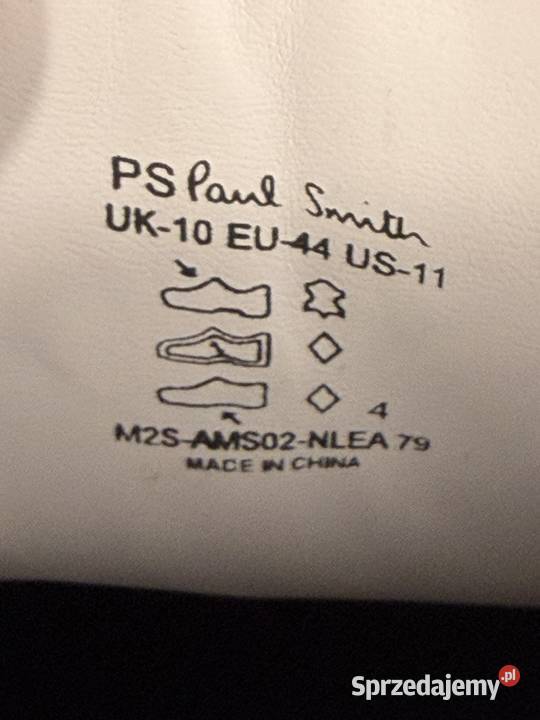 PS Paul Smith
UK-10 EU-44 US-11
4
M2S-AMS02-NLEA 79
MADE IN CHINA
Sprzedajemy.pl